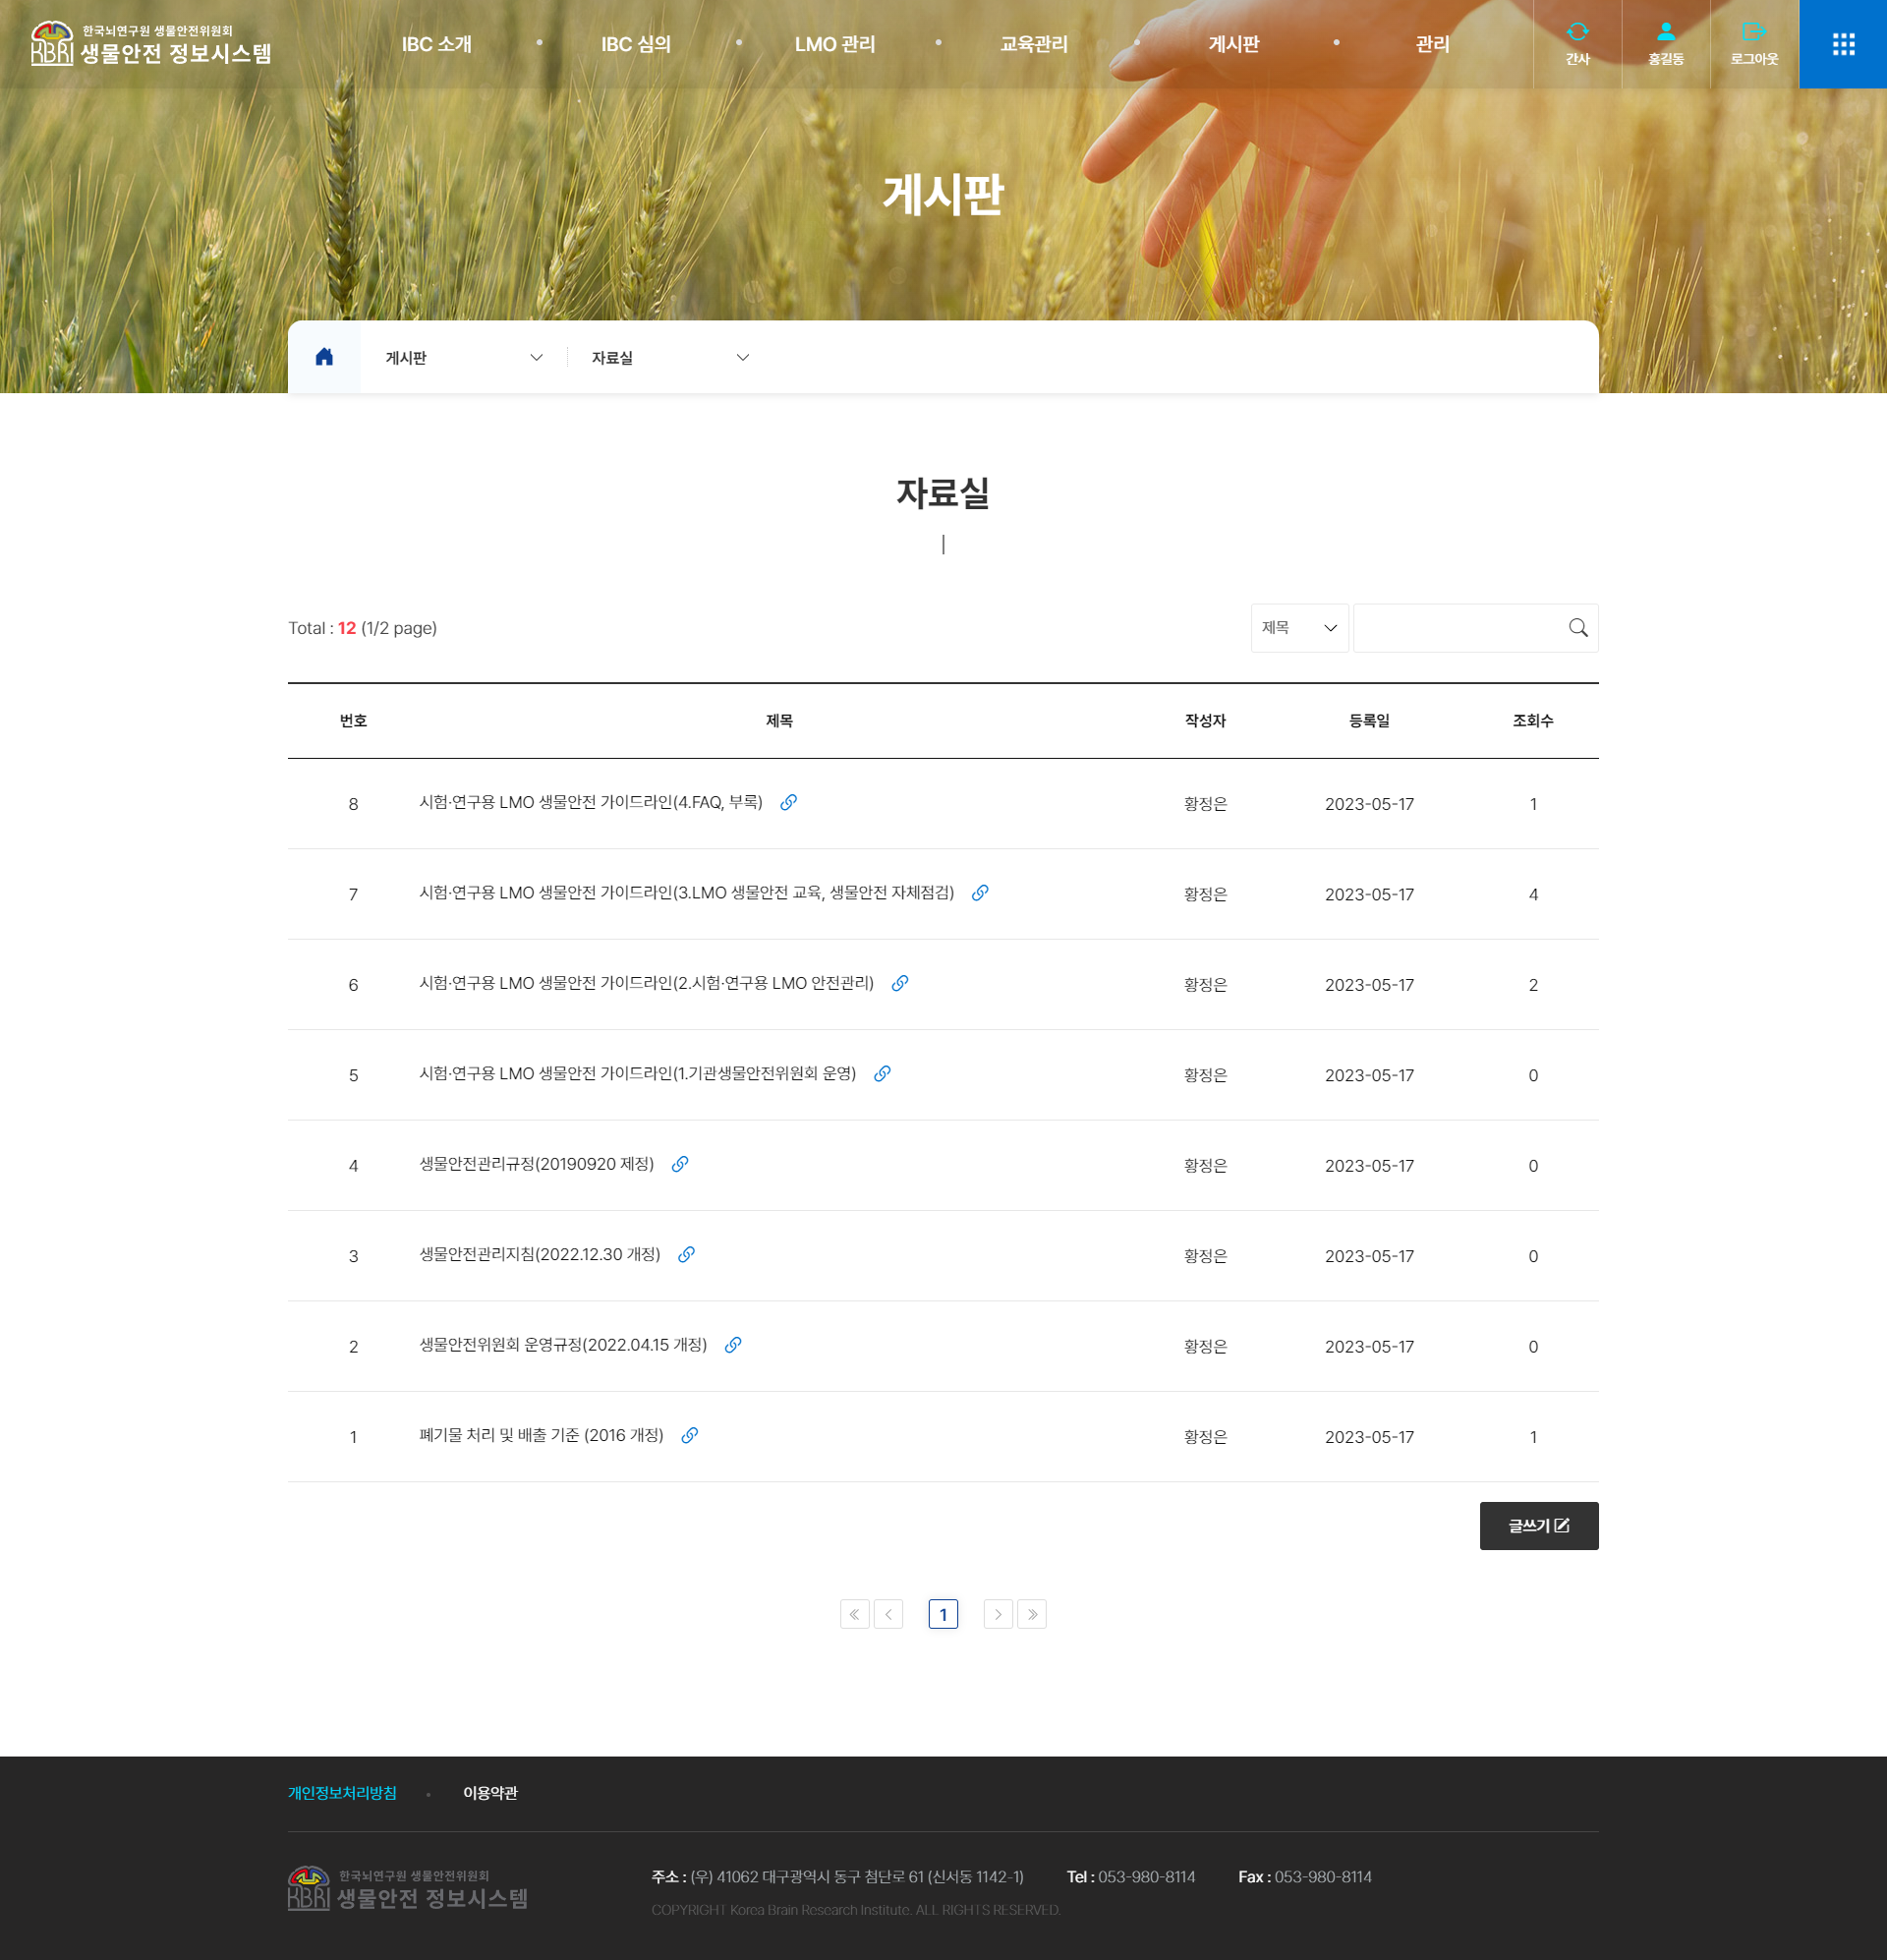 한국뇌연구원 생물안전위원회
KBRI 생물안전 정보시스템
IBC 소개
IBC 심의
LMO 관리
교육관리
게시판
관리
간사
홍길동
로그아웃
게시판
게시판
자료실
자료실
Total : 12 (1/2 page)
제목
번호 제목 작성자 등록일 조회수
8 시험·연구용 LMO 생물안전 가이드라인(4.FAQ, 부록) 황정은 2023-05-17 1
7 시험·연구용 LMO 생물안전 가이드라인(3.LMO 생물안전 교육, 생물안전 자체점검) 황정은 2023-05-17 4
6 시험·연구용 LMO 생물안전 가이드라인(2.시험·연구용 LMO 안전관리) 황정은 2023-05-17 2
5 시험·연구용 LMO 생물안전 가이드라인(1.기관생물안전위원회 운영) 황정은 2023-05-17 0
4 생물안전관리규정(20190920 제정) 황정은 2023-05-17 0
3 생물안전관리지침(2022.12.30 개정) 황정은 2023-05-17 0
2 생물안전위원회 운영규정(2022.04.15 개정) 황정은 2023-05-17 0
1 폐기물 처리 및 배출 기준 (2016 개정) 황정은 2023-05-17 1
글쓰기
1
개인정보처리방침
이용약관
한국뇌연구원 생물안전위원회
KBRI 생물안전 정보시스템
주소 : (우) 41062 대구광역시 동구 첨단로 61 (신서동 1142-1) Tel : 053-980-8114 Fax : 053-980-8114
COPYRIGHT Korea Brain Research Institute. ALL RIGHTS RESERVED.